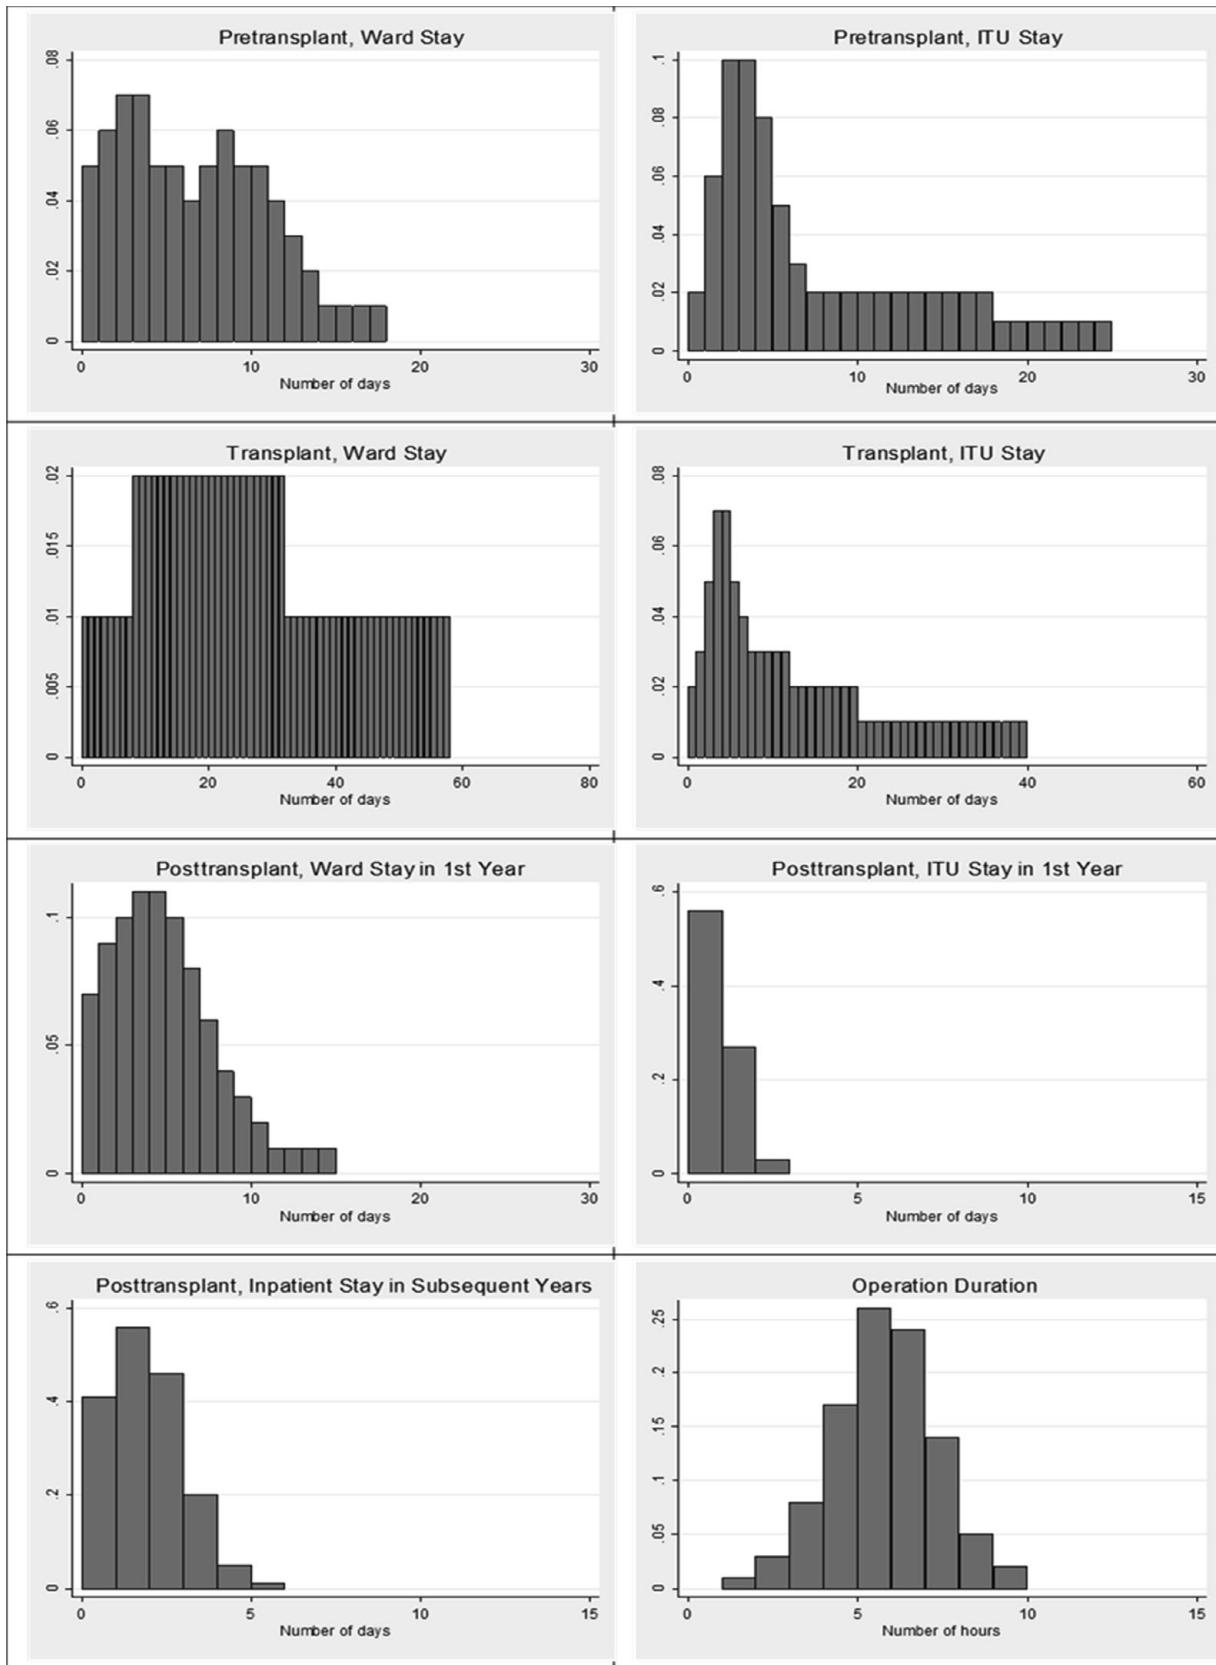 Pretransplant, Ward Stay
.08
.06
.04
.02
0
0 10 20 30
Number of days
Pretransplant, ITU Stay
.1
.08
.06
.04
.02
0
0 10 20 30
Number of days
Transplant, Ward Stay
.02
.015
.01
.005
0
0 20 40 60 80
Number of days
Transplant, ITU Stay
.08
.06
.04
.02
0
0 20 40 60
Number of days
Posttransplant, Ward Stay in 1st Year
.1
.05
0
0 10 20 30
Number of days
Posttransplant, ITU Stay in 1st Year
.6
.4
.2
0
0 5 10 15
Number of days
Posttransplant, Inpatient Stay in Subsequent Years
.6
.4
.2
0
0 5 10 15
Number of days
Operation Duration
.25
.2
.15
.1
.05
0
0 5 10 15
Number of hours